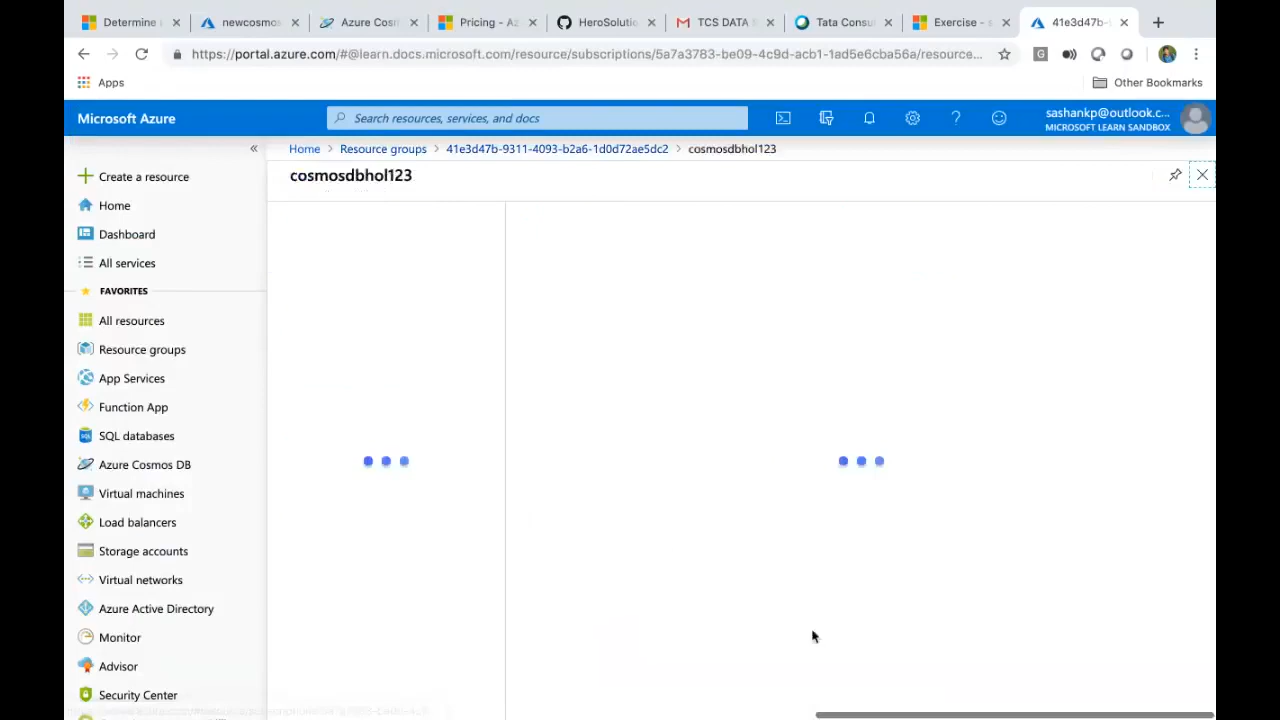 Determine
newcosmo
Azure Cos
Pricing - Az
HeroSolutio
TCS DATA
Tata Consu
Exercise - s
41e3d47b-
https://portal.azure.com/#@learn.docs.microsoft.com/resource/subscriptions/5a7a3783-be09-4c9d-acb1-1ad5e6cba56a/resource...
Apps
Other Bookmarks
Microsoft Azure
Search resources, services, and docs
sashankp@outlook.c...
MICROSOFT LEARN SANDBOX
Home > Resource groups > 41e3d47b-9311-4093-b2a6-1d0d72ae5dc2 > cosmosdbhol123
cosmosdbhol123
Create a resource
Home
Dashboard
All services
FAVORITES
All resources
Resource groups
App Services
Function App
SQL databases
Azure Cosmos DB
Virtual machines
Load balancers
Storage accounts
Virtual networks
Azure Active Directory
Monitor
Advisor
Security Center